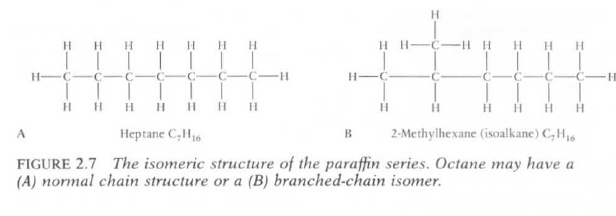 H H H H H H H
H—C—C—C—C—C—C—C—H
H H H H H H H
A Heptane C₇H₁₆
H
H H—C—H H H H H
H—C—C—C—C—C—C—H
H H H H H H
B 2-Methylhexane (isoalkane) C₇H₁₆
FIGURE 2.7 The isomeric structure of the paraffin series. Octane may have a
(A) normal chain structure or a (B) branched-chain isomer.